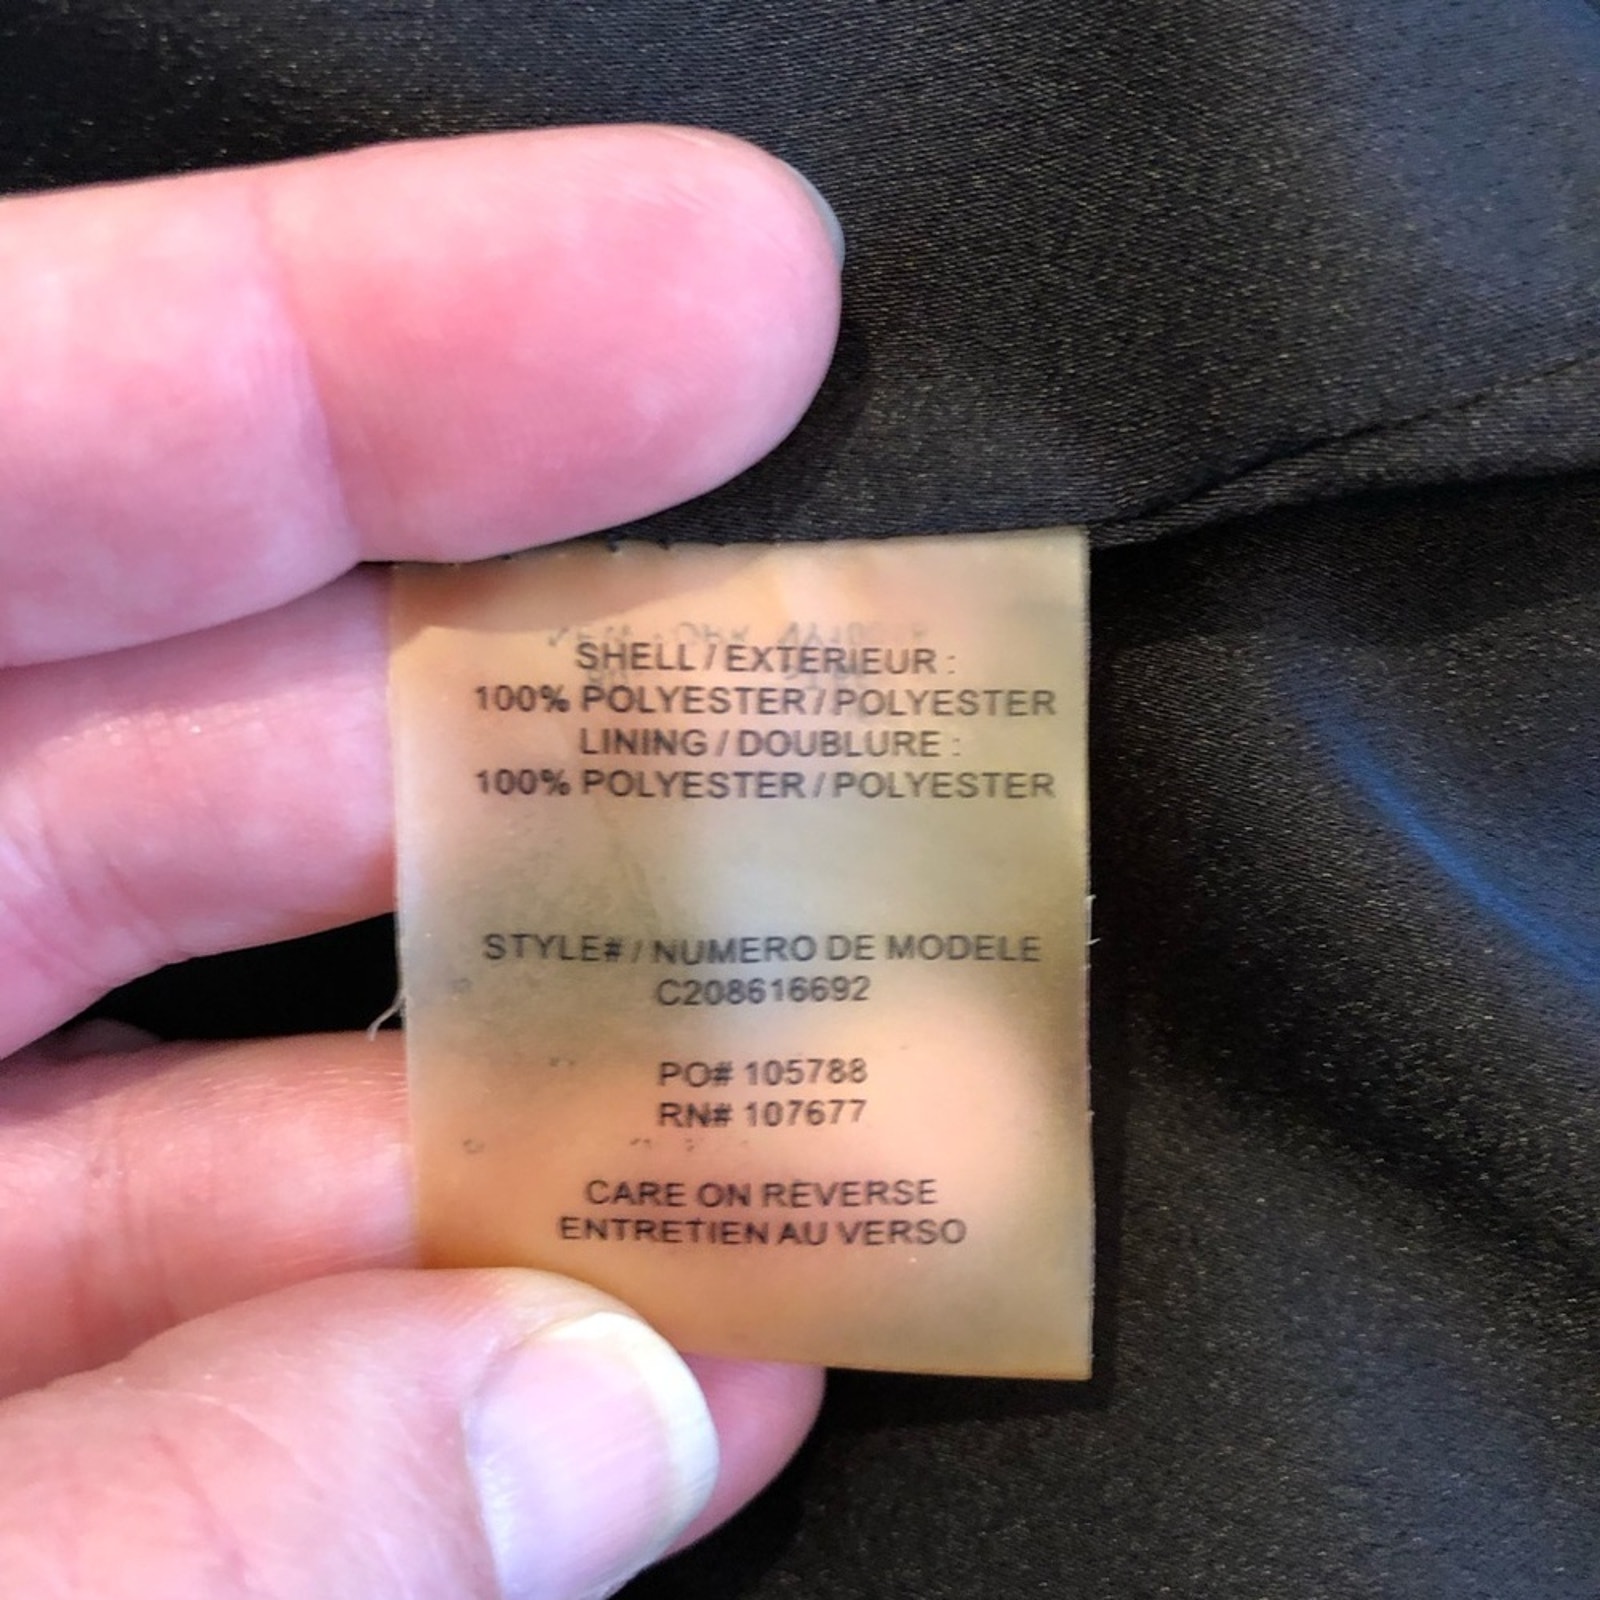 SHELL / EXTERIEUR :
100% POLYESTER / POLYESTER
LINING / DOUBLURE :
100% POLYESTER / POLYESTER
STYLE# / NUMERO DE MODELE
C208616692
PO# 105788
RN# 107677
CARE ON REVERSE
ENTRETIEN AU VERSO